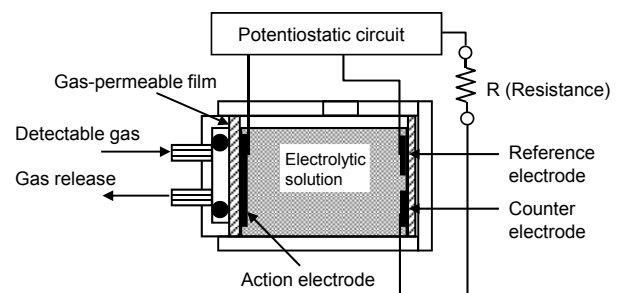 Potentiostatic circuit
Gas-permeable film
R (Resistance)
Detectable gas
Gas release
Electrolytic
solution
Reference
electrode
Counter
electrode
Action electrode